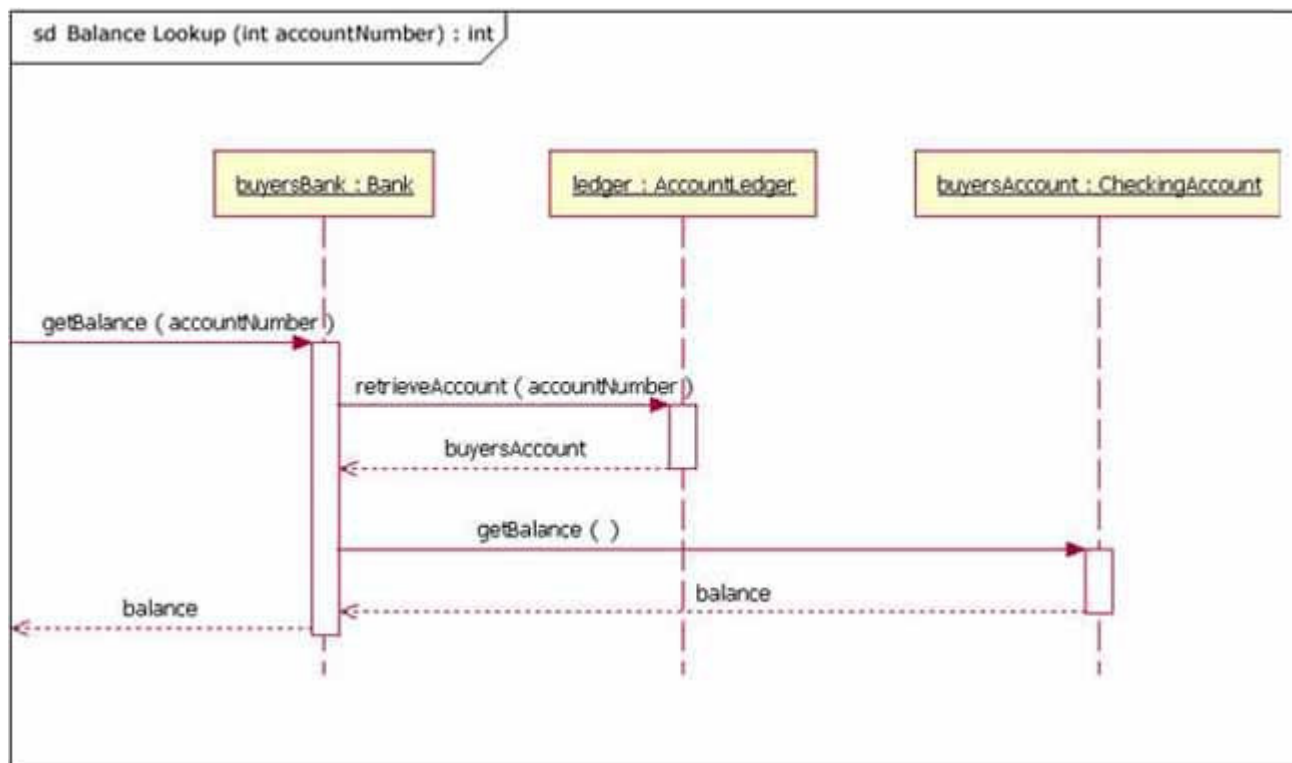 sd Balance Lookup (int accountNumber) : int
buyersBank : Bank
ledger : AccountLedger
buyersAccount : CheckingAccount
getBalance ( accountNumber )
retrieveAccount ( accountNumber )
buyersAccount
getBalance ( )
balance
balance